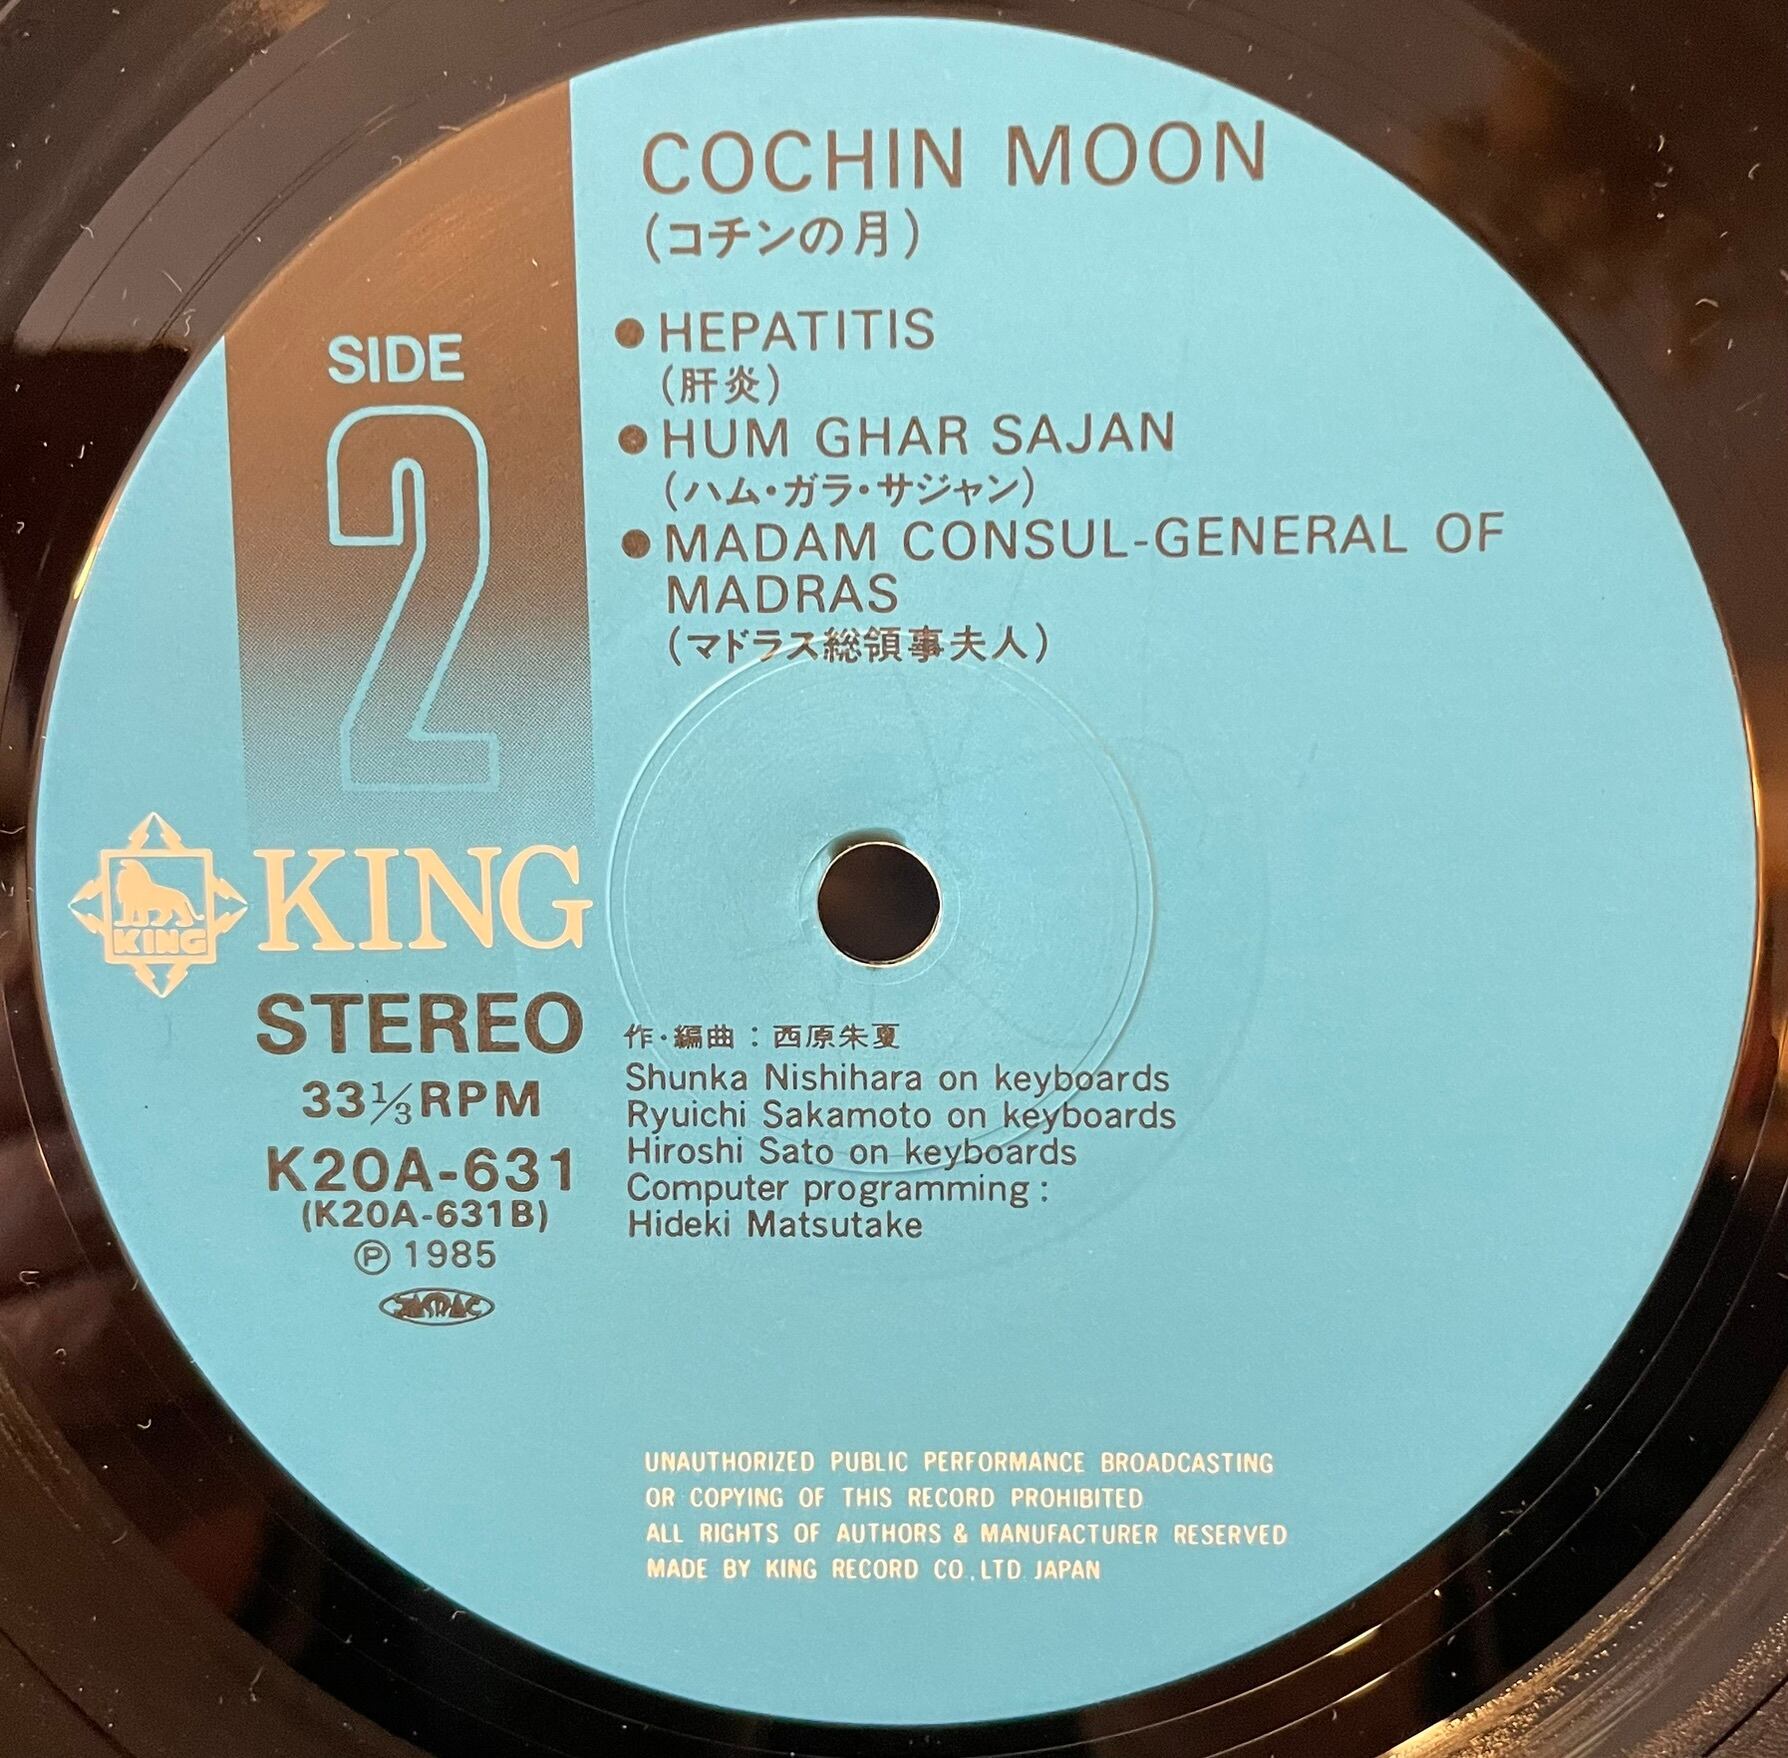 COCHIN MOON
(コチンの月)
●HEPATITIS
(肝炎)
●HUM GHAR SAJAN
(ハム・ガラ・サジャン)
●MADAM CONSUL-GENERAL OF
MADRAS
(マドラス総領事夫人)
SIDE
2
KING
KING
STEREO
33⅓RPM
K20A-631
(K20A-631B)
Ⓟ 1985
JASRAC
作・編曲：西原朱夏
Shunka Nishihara on keyboards
Ryuichi Sakamoto on keyboards
Hiroshi Sato on keyboards
Computer programming:
Hideki Matsutake
UNAUTHORIZED PUBLIC PERFORMANCE BROADCASTING
OR COPYING OF THIS RECORD PROHIBITED
ALL RIGHTS OF AUTHORS & MANUFACTURER RESERVED
MADE BY KING RECORD CO.,LTD. JAPAN